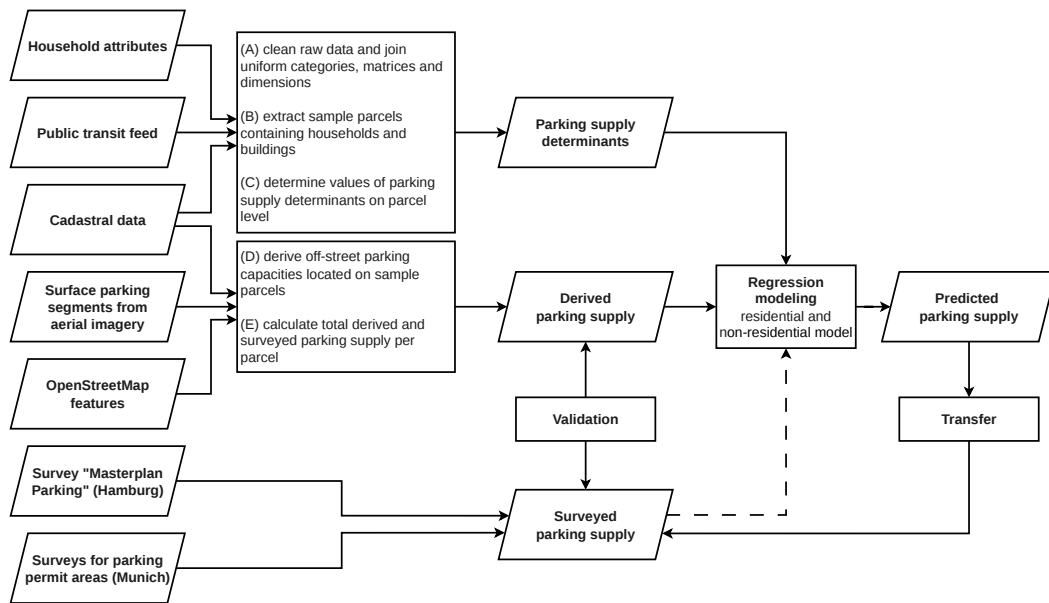 Household attributes
Public transit feed
Cadastral data
Surface parking
segments from
aerial imagery
OpenStreetMap
features
Survey "Masterplan
Parking" (Hamburg)
Surveys for parking
permit areas (Munich)
(A) clean raw data and join
uniform categories, matrices and
dimensions
(B) extract sample parcels
containing households and
buildings
(C) determine values of parking
supply determinants on parcel
level
(D) derive off-street parking
capacities located on sample
parcels
(E) calculate total derived and
surveyed parking supply per
parcel
Parking supply
determinants
Derived
parking supply
Validation
Surveyed
parking supply
Regression
modeling
residential and
non-residential model
Predicted
parking supply
Transfer